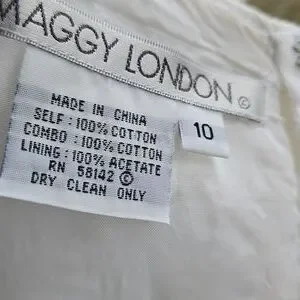 MAGGY LONDON ©
10
MADE IN CHINA
SELF : 100% COTTON
COMBO : 100% COTTON
LINING : 100% ACETATE
RN 58142 ©
DRY CLEAN ONLY